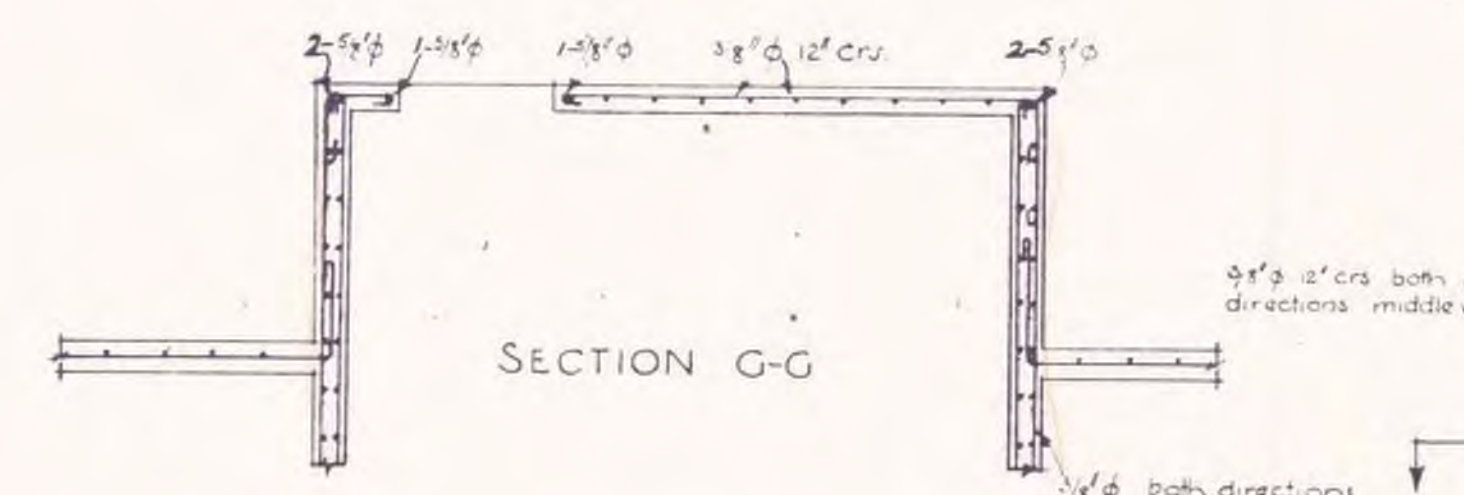 2-5/8"φ 1-5/8"φ 1-5/8"φ 3/8"φ 12" crs. 2-5/8"φ
3/8"φ 12" crs both
directions middle
SECTION G-G
3/8"φ both directions